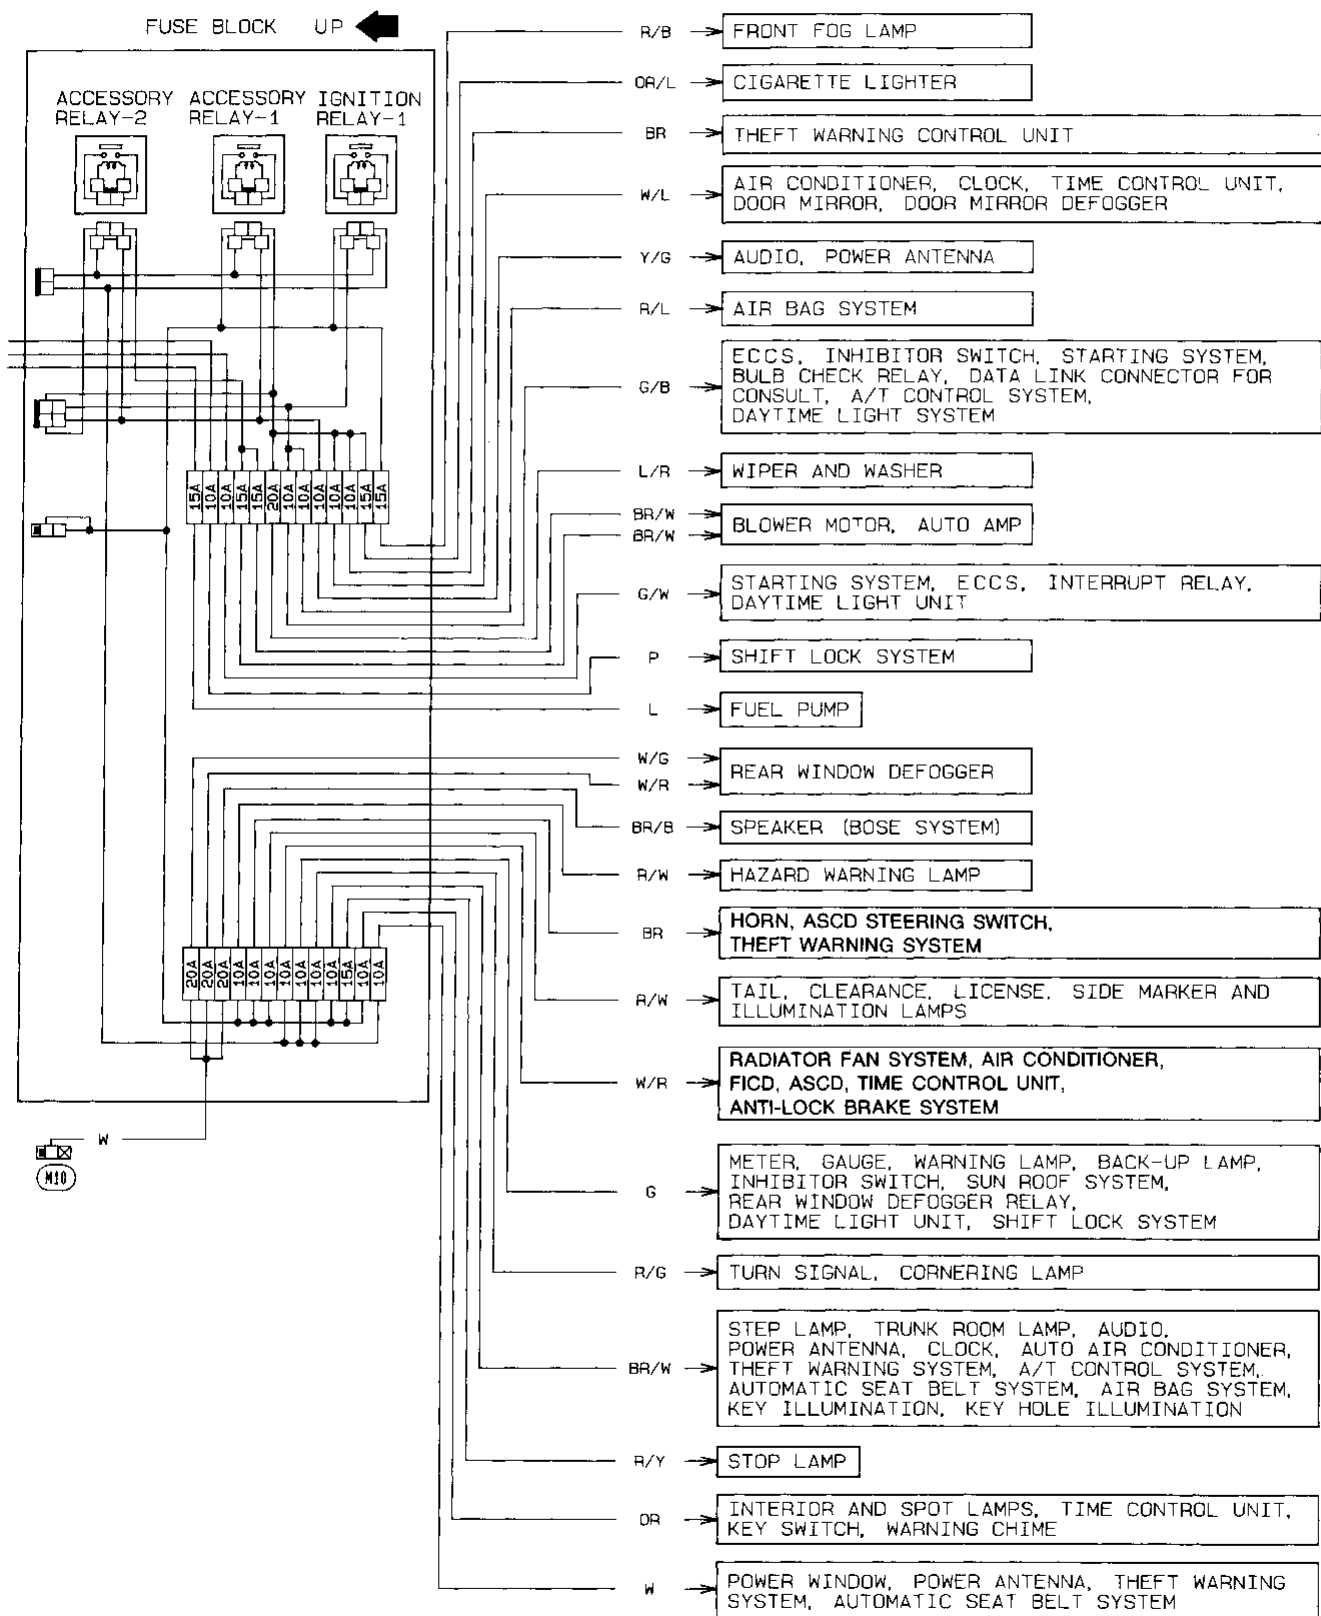 FUSE BLOCK UP
ACCESSORY RELAY-2
ACCESSORY RELAY-1
IGNITION RELAY-1
15A 10A 10A 15A 15A 20A 10A 10A 10A 10A 10A 15A 15A
20A 20A 20A 10A 10A 10A 10A 10A 10A 10A 15A 10A 10A
W
M10
R/B FRONT FOG LAMP
OR/L CIGARETTE LIGHTER
BR THEFT WARNING CONTROL UNIT
W/L AIR CONDITIONER, CLOCK, TIME CONTROL UNIT,
DOOR MIRROR, DOOR MIRROR DEFOGGER
Y/G AUDIO, POWER ANTENNA
R/L AIR BAG SYSTEM
G/B ECCS, INHIBITOR SWITCH, STARTING SYSTEM,
BULB CHECK RELAY, DATA LINK CONNECTOR FOR
CONSULT, A/T CONTROL SYSTEM,
DAYTIME LIGHT SYSTEM
L/R WIPER AND WASHER
BR/W
BR/W BLOWER MOTOR, AUTO AMP
G/W STARTING SYSTEM, ECCS, INTERRUPT RELAY,
DAYTIME LIGHT UNIT
P SHIFT LOCK SYSTEM
L FUEL PUMP
W/G
W/R REAR WINDOW DEFOGGER
BR/B SPEAKER (BOSE SYSTEM)
R/W HAZARD WARNING LAMP
BR HORN, ASCD STEERING SWITCH,
THEFT WARNING SYSTEM
R/W TAIL, CLEARANCE, LICENSE, SIDE MARKER AND
ILLUMINATION LAMPS
W/R RADIATOR FAN SYSTEM, AIR CONDITIONER,
FICD, ASCD, TIME CONTROL UNIT,
ANTI-LOCK BRAKE SYSTEM
G METER, GAUGE, WARNING LAMP, BACK-UP LAMP,
INHIBITOR SWITCH, SUN ROOF SYSTEM,
REAR WINDOW DEFOGGER RELAY,
DAYTIME LIGHT UNIT, SHIFT LOCK SYSTEM
R/G TURN SIGNAL, CORNERING LAMP
BR/W STEP LAMP, TRUNK ROOM LAMP, AUDIO,
POWER ANTENNA, CLOCK, AUTO AIR CONDITIONER,
THEFT WARNING SYSTEM, A/T CONTROL SYSTEM,
AUTOMATIC SEAT BELT SYSTEM, AIR BAG SYSTEM,
KEY ILLUMINATION, KEY HOLE ILLUMINATION
R/Y STOP LAMP
OR INTERIOR AND SPOT LAMPS, TIME CONTROL UNIT,
KEY SWITCH, WARNING CHIME
W POWER WINDOW, POWER ANTENNA, THEFT WARNING
SYSTEM, AUTOMATIC SEAT BELT SYSTEM